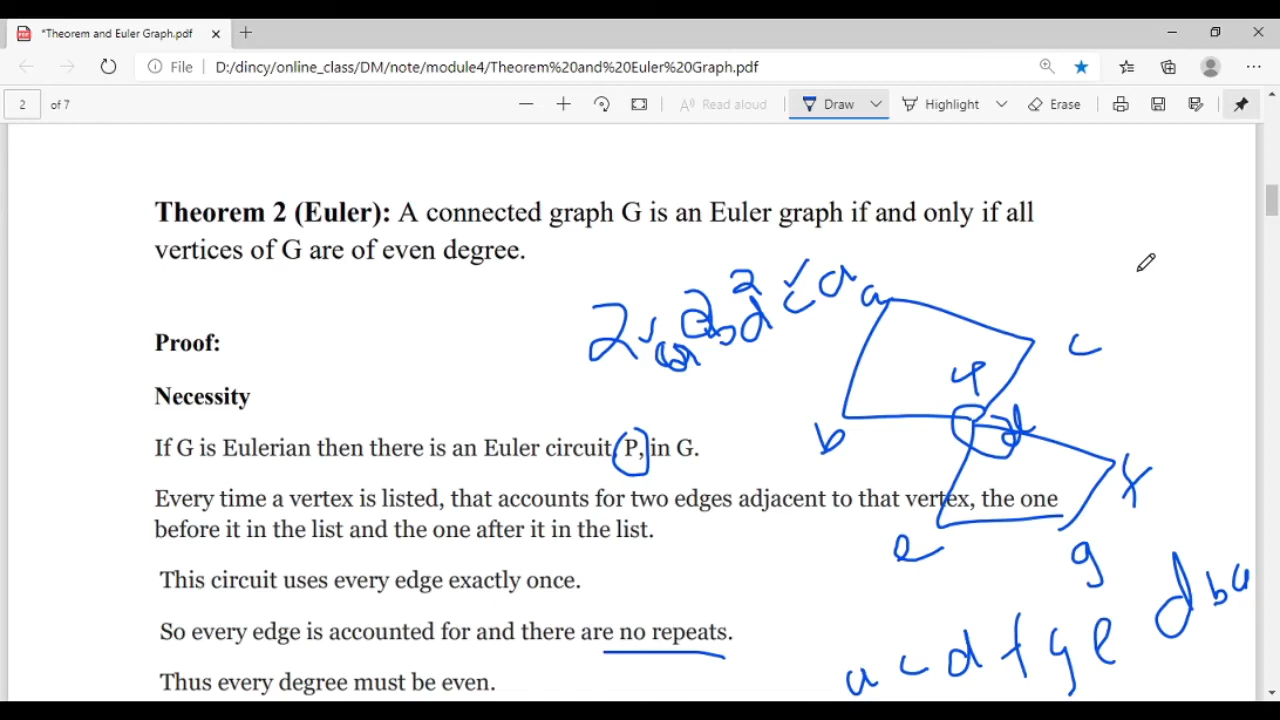 *Theorem and Euler Graph.pdf
File D:/dincy/online_class/DM/note/module4/Theorem%20and%20Euler%20Graph.pdf
2 of 7 Read aloud Draw Highlight Erase
Theorem 2 (Euler): A connected graph G is an Euler graph if and only if all
vertices of G are of even degree.
Proof:
Necessity
If G is Eulerian then there is an Euler circuit, P, in G.
Every time a vertex is listed, that accounts for two edges adjacent to that vertex, the one
before it in the list and the one after it in the list.
This circuit uses every edge exactly once.
So every edge is accounted for and there are no repeats.
Thus every degree must be even.
a
c
4
b
d
f
e
g
a c d f g e d b a